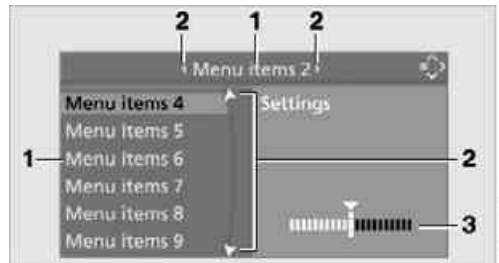 2 1 2
Menu items 2
Menu items 4 Settings
Menu items 5
1 Menu items 6 2
Menu items 7
Menu items 8 3
Menu items 9